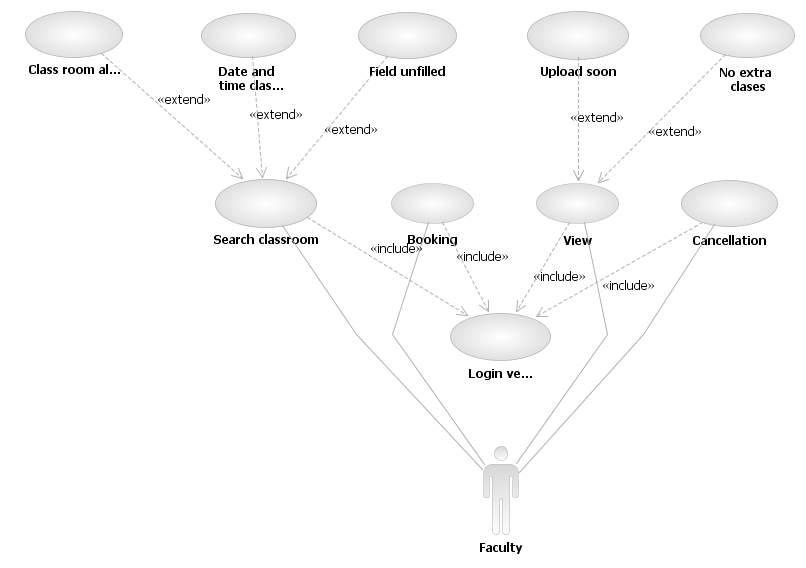 Class room al...
Date and
time clas...
Field unfilled
Upload soon
No extra
clases
«extend»
«extend»
«extend»
«extend»
«extend»
Search classroom
Booking
View
Cancellation
«include»
«include»
«include»
«include»
Login ve...
Faculty